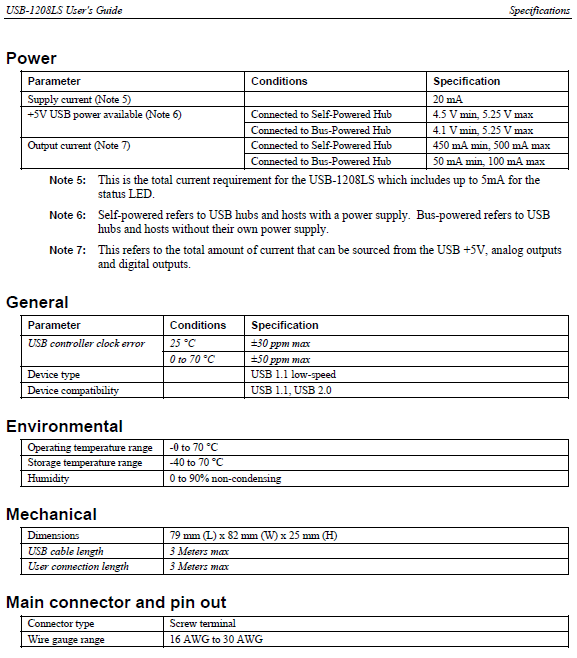 USB-1208LS User's Guide Specifications
Power
Parameter Conditions Specification
Supply current (Note 5) 20 mA
+5V USB power available (Note 6) Connected to Self-Powered Hub 4.5 V min, 5.25 V max
Connected to Bus-Powered Hub 4.1 V min, 5.25 V max
Output current (Note 7) Connected to Self-Powered Hub 450 mA min, 500 mA max
Connected to Bus-Powered Hub 50 mA min, 100 mA max
Note 5: This is the total current requirement for the USB-1208LS which includes up to 5mA for the
status LED.
Note 6: Self-powered refers to USB hubs and hosts with a power supply. Bus-powered refers to USB
hubs and hosts without their own power supply.
Note 7: This refers to the total amount of current that can be sourced from the USB +5V, analog outputs
and digital outputs.
General
Parameter Conditions Specification
USB controller clock error 25 °C ±30 ppm max
0 to 70 °C ±50 ppm max
Device type USB 1.1 low-speed
Device compatibility USB 1.1, USB 2.0
Environmental
Operating temperature range -0 to 70 °C
Storage temperature range -40 to 70 °C
Humidity 0 to 90% non-condensing
Mechanical
Dimensions 79 mm (L) x 82 mm (W) x 25 mm (H)
USB cable length 3 Meters max
User connection length 3 Meters max
Main connector and pin out
Connector type Screw terminal
Wire gauge range 16 AWG to 30 AWG